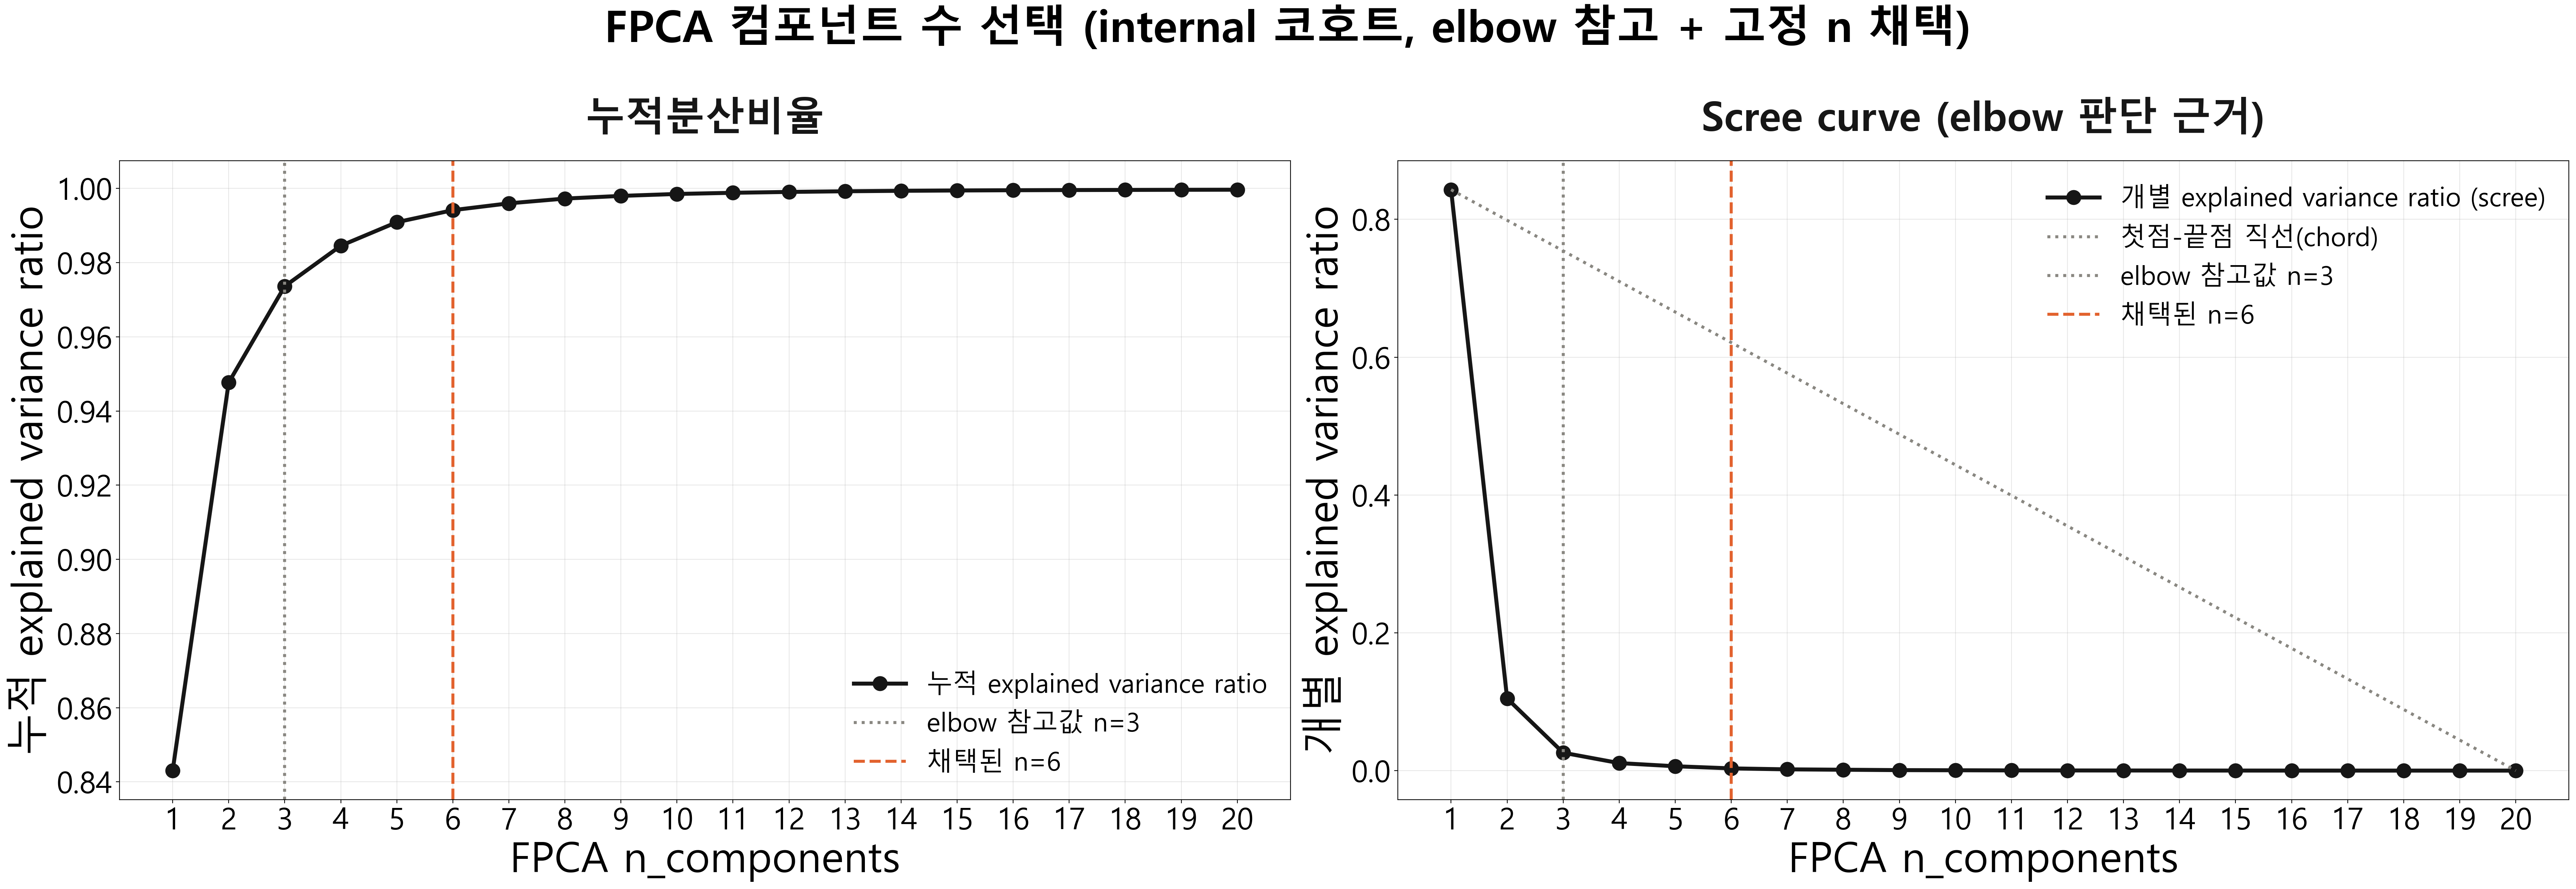 FPCA 컴포넌트 수 선택 (internal 코호트, elbow 참고 + 고정 n 채택)
누적분산비율
누적 explained variance ratio
1.00
0.98
0.96
0.94
0.92
0.90
0.88
0.86
0.84
누적 explained variance ratio
elbow 참고값 n=3
채택된 n=6
1 2 3 4 5 6 7 8 9 10 11 12 13 14 15 16 17 18 19 20
FPCA n_components
Scree curve (elbow 판단 근거)
개별 explained variance ratio
0.8
0.6
0.4
0.2
0.0
개별 explained variance ratio (scree)
첫점-끝점 직선(chord)
elbow 참고값 n=3
채택된 n=6
1 2 3 4 5 6 7 8 9 10 11 12 13 14 15 16 17 18 19 20
FPCA n_components